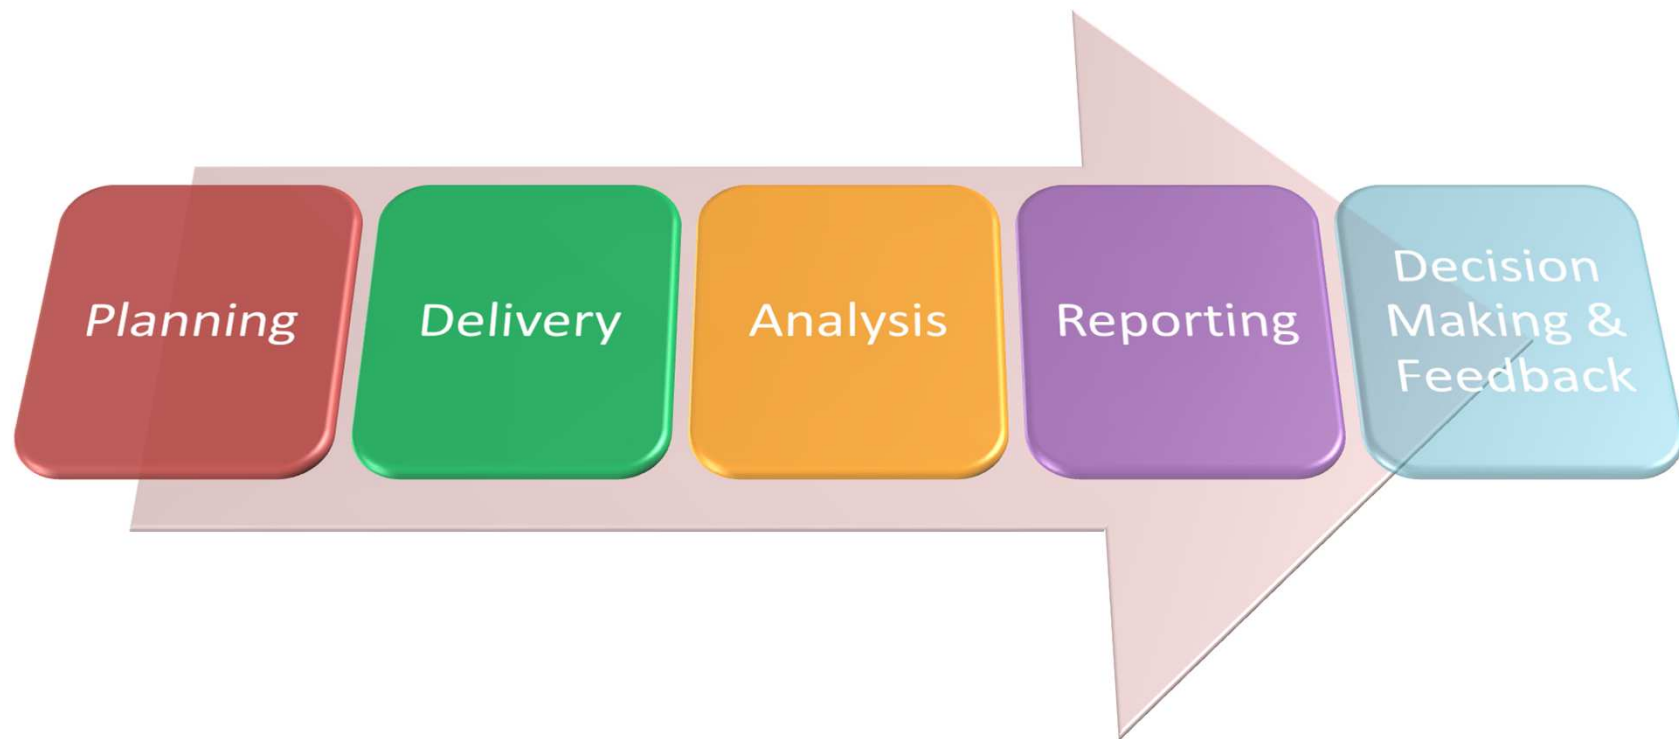 Planning
Delivery
Analysis
Reporting
Decision
Making &
Feedback